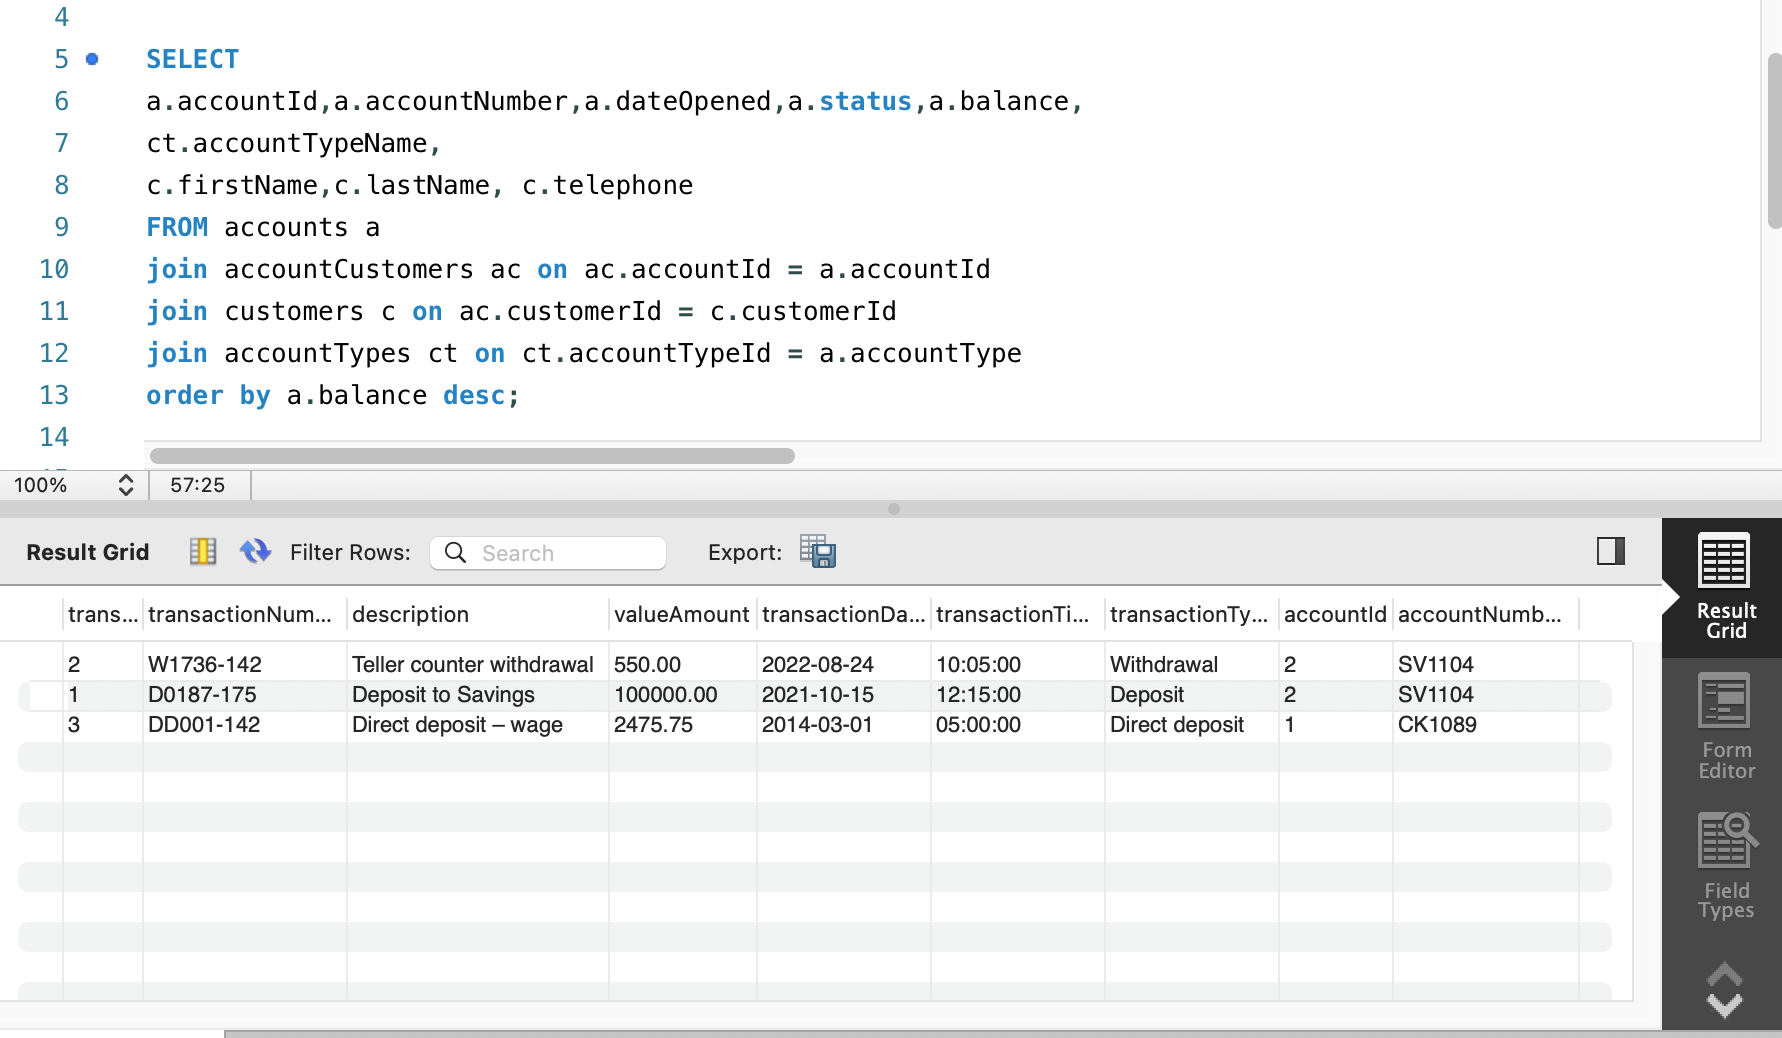 4
5 SELECT
6 a.accountId,a.accountNumber,a.dateOpened,a.status,a.balance,
7 ct.accountTypeName,
8 c.firstName,c.lastName, c.telephone
9 FROM accounts a
10 join accountCustomers ac on ac.accountId = a.accountId
11 join customers c on ac.customerId = c.customerId
12 join accountTypes ct on ct.accountTypeId = a.accountType
13 order by a.balance desc;
14
100% 57:25
Result Grid Filter Rows: Search Export:
trans... transactionNum... description valueAmount transactionDa... transactionTi... transactionTy... accountId accountNumb...
2 W1736-142 Teller counter withdrawal 550.00 2022-08-24 10:05:00 Withdrawal 2 SV1104
1 D0187-175 Deposit to Savings 100000.00 2021-10-15 12:15:00 Deposit 2 SV1104
3 DD001-142 Direct deposit – wage 2475.75 2014-03-01 05:00:00 Direct deposit 1 CK1089
Result
Grid
Form
Editor
Field
Types